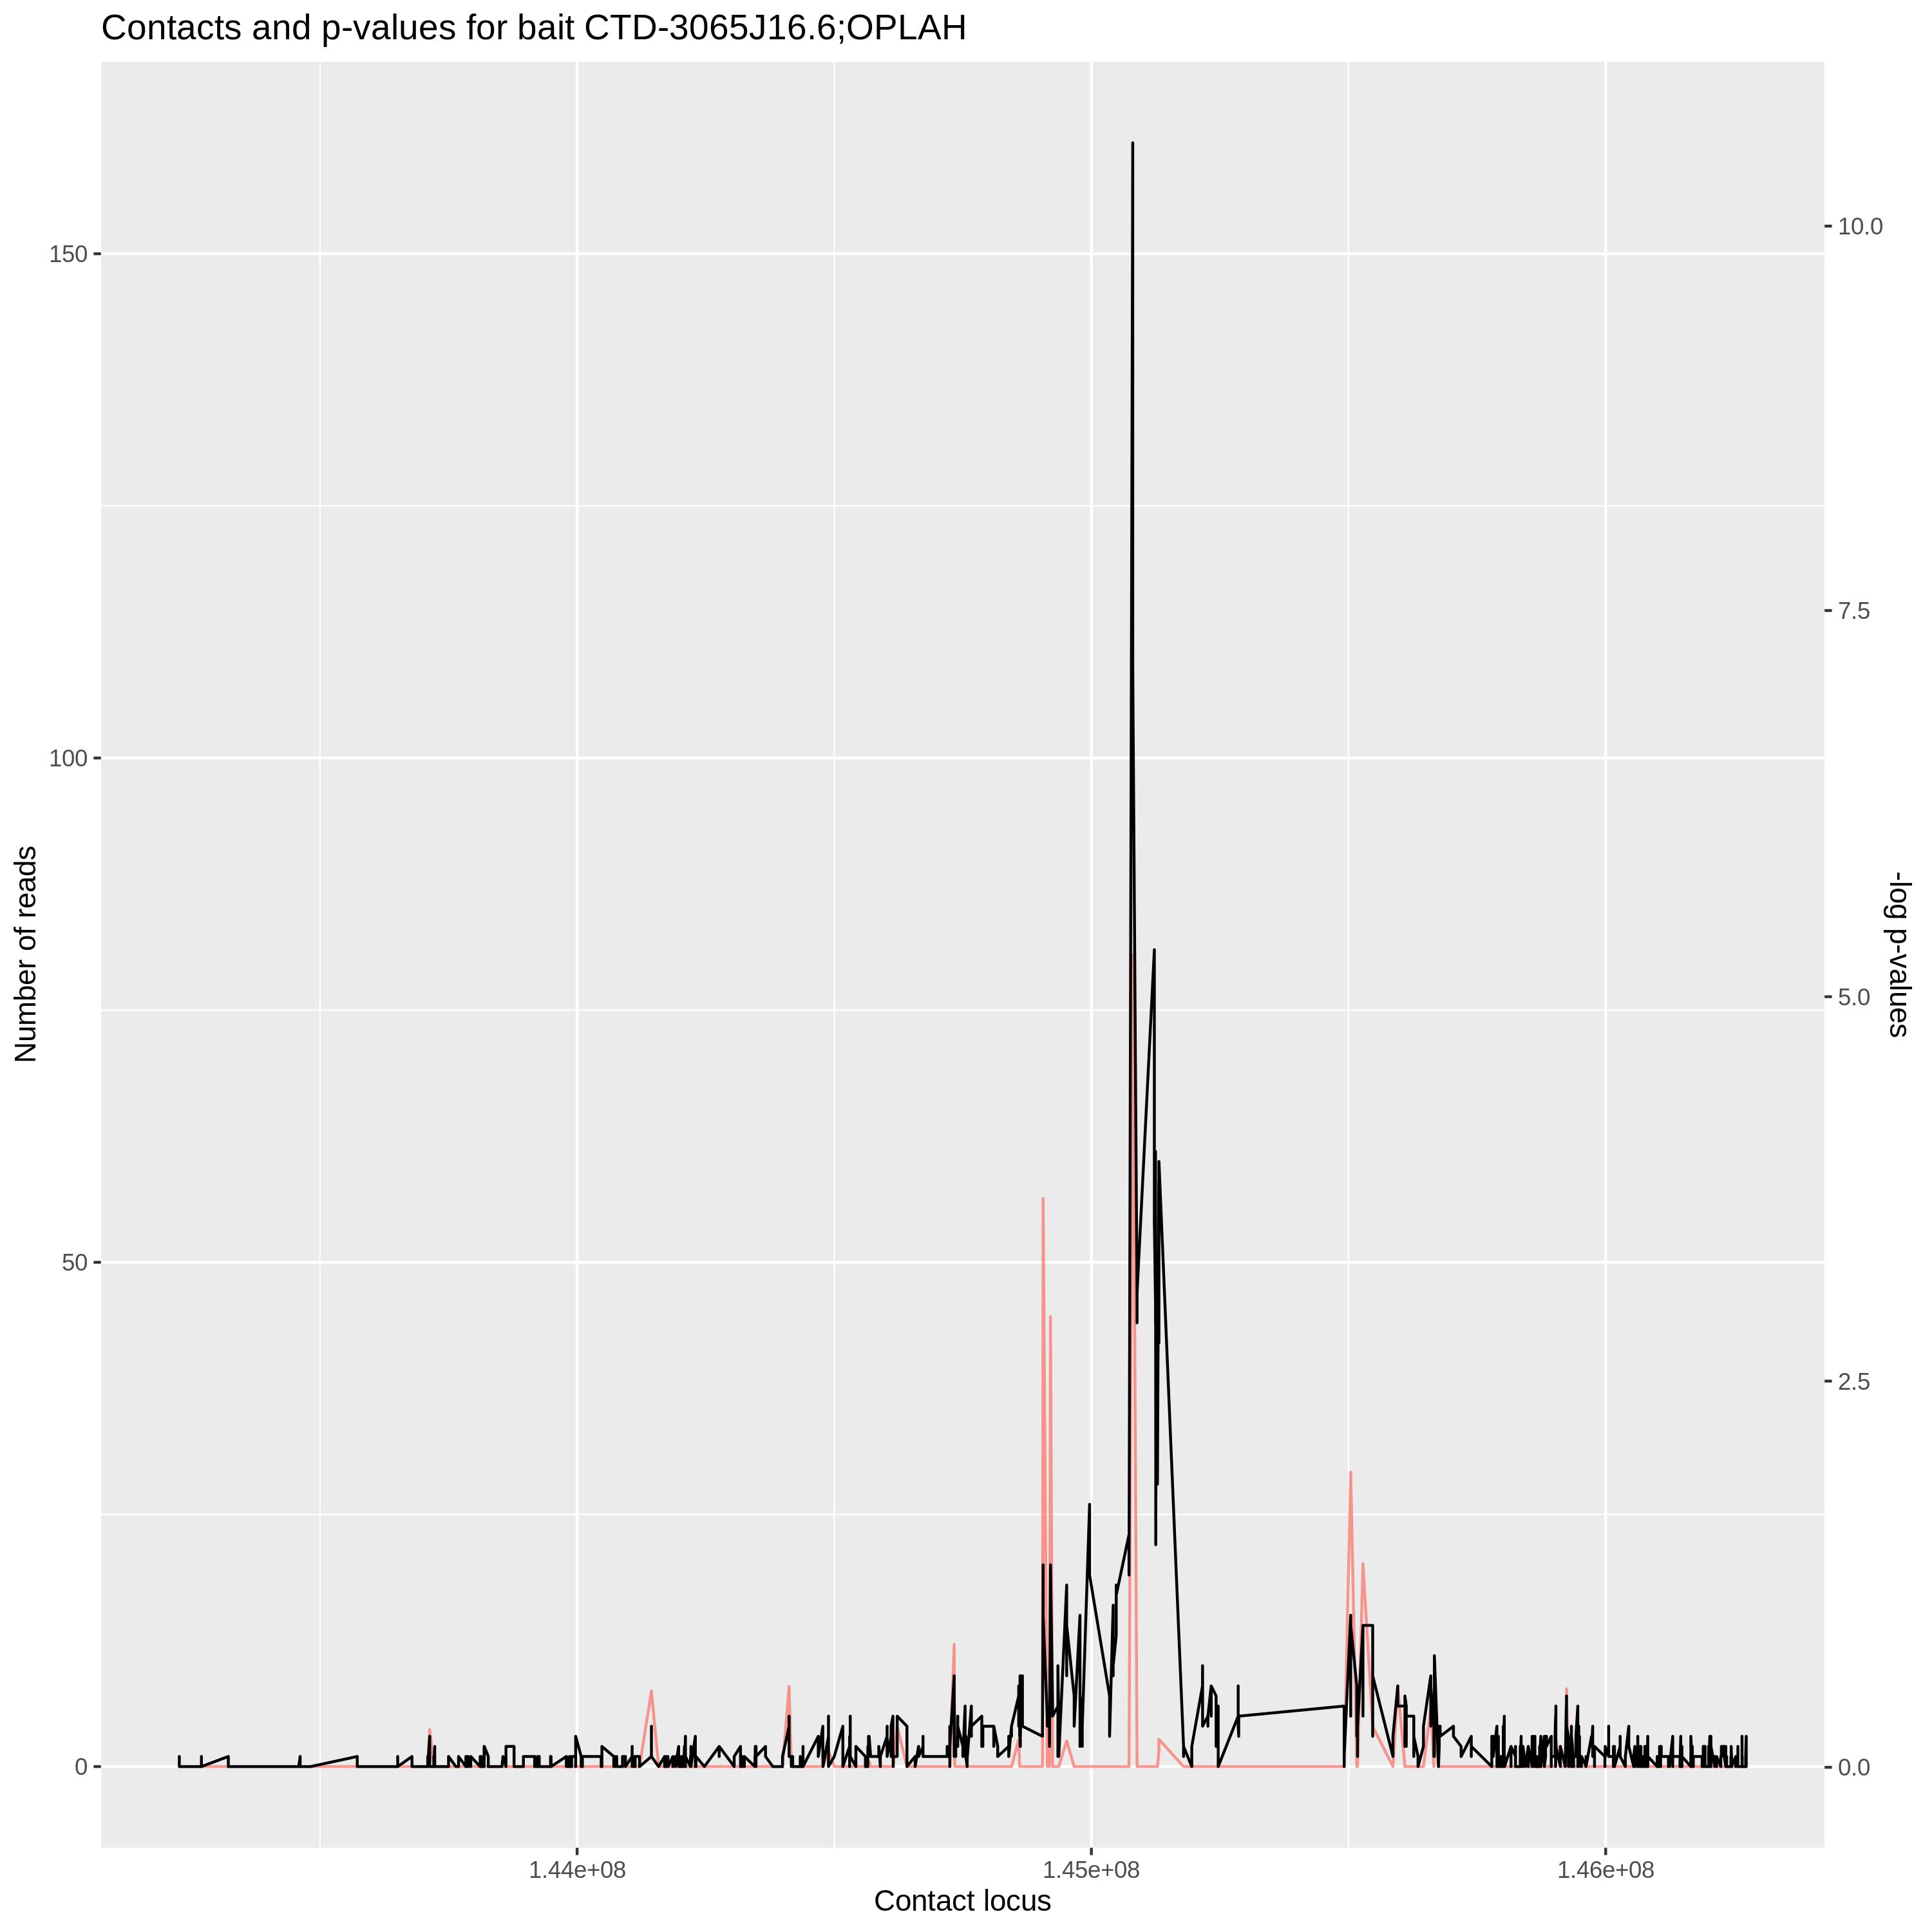 Contacts and p-values for bait CTD-3065J16.6;OPLAH
150
100
50
0
Number of reads
10.0
7.5
5.0
2.5
0.0
-log p-values
1.44e+08
1.45e+08
1.46e+08
Contact locus